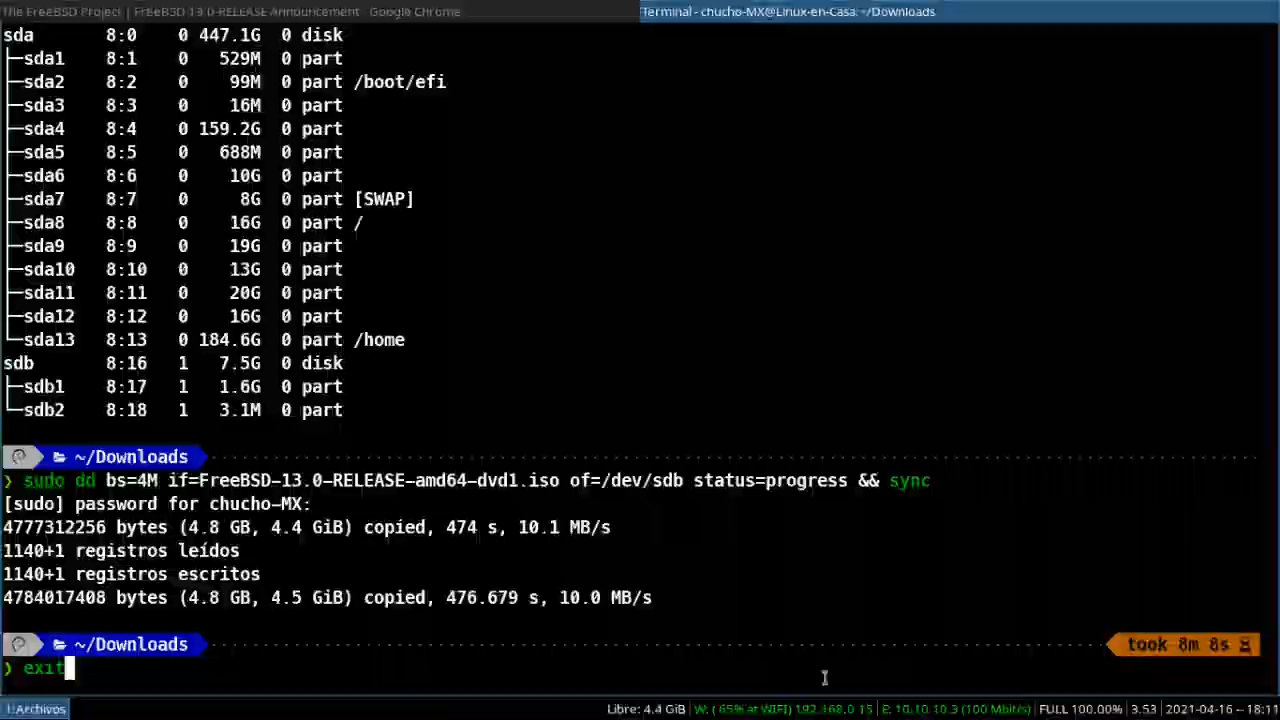 The FreeBSD Project | FreeBSD 13.0-RELEASE Announcement - Google Chrome
Terminal - chucho-MX@Linux-en-Casa: ~/Downloads
sda 8:0 0 447.1G 0 disk
├─sda1 8:1 0 529M 0 part
├─sda2 8:2 0 99M 0 part /boot/efi
├─sda3 8:3 0 16M 0 part
├─sda4 8:4 0 159.2G 0 part
├─sda5 8:5 0 688M 0 part
├─sda6 8:6 0 10G 0 part
├─sda7 8:7 0 8G 0 part [SWAP]
├─sda8 8:8 0 16G 0 part /
├─sda9 8:9 0 19G 0 part
├─sda10 8:10 0 13G 0 part
├─sda11 8:11 0 20G 0 part
├─sda12 8:12 0 16G 0 part
└─sda13 8:13 0 184.6G 0 part /home
sdb 8:16 1 7.5G 0 disk
├─sdb1 8:17 1 1.6G 0 part
└─sdb2 8:18 1 3.1M 0 part
~/Downloads
❯ sudo dd bs=4M if=FreeBSD-13.0-RELEASE-amd64-dvd1.iso of=/dev/sdb status=progress && sync
[sudo] password for chucho-MX:
4777312256 bytes (4.8 GB, 4.4 GiB) copied, 474 s, 10.1 MB/s
1140+1 registros leídos
1140+1 registros escritos
4784017408 bytes (4.8 GB, 4.5 GiB) copied, 476.679 s, 10.0 MB/s
~/Downloads took 8m 8s
❯ exit
1:Archivos Libre: 4.4 GiB | W: ( 65% at WIFI) 192.168.0.15 | E: 10.10.10.3 (100 Mbit/s) | FULL 100.00% | 3.53 | 2021-04-16 -- 18:11